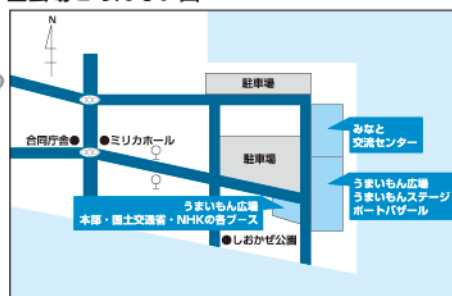 N
駐車場
みなと
交流センター
合同庁舎●
●ミリカホール
駐車場
うまいもん広場
うまいもんステージ
ポートバザール
うまいもん広場
本部・国土交通省・NHKの各ブース
●しおかぜ公園